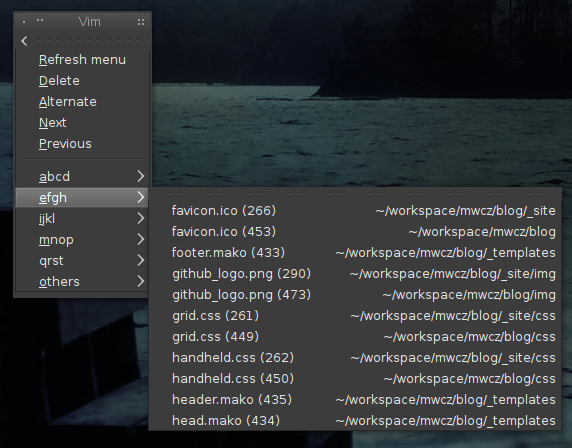 Vim
Refresh menu
Delete
Alternate
Next
Previous
abcd
efgh
ijkl
mnop
qrst
others
favicon.ico (266) ~/workspace/mwcz/blog/_site
favicon.ico (453) ~/workspace/mwcz/blog
footer.mako (433) ~/workspace/mwcz/blog/_templates
github_logo.png (290) ~/workspace/mwcz/blog/_site/img
github_logo.png (473) ~/workspace/mwcz/blog/img
grid.css (261) ~/workspace/mwcz/blog/_site/css
grid.css (449) ~/workspace/mwcz/blog/css
handheld.css (262) ~/workspace/mwcz/blog/_site/css
handheld.css (450) ~/workspace/mwcz/blog/css
header.mako (435) ~/workspace/mwcz/blog/_templates
head.mako (434) ~/workspace/mwcz/blog/_templates